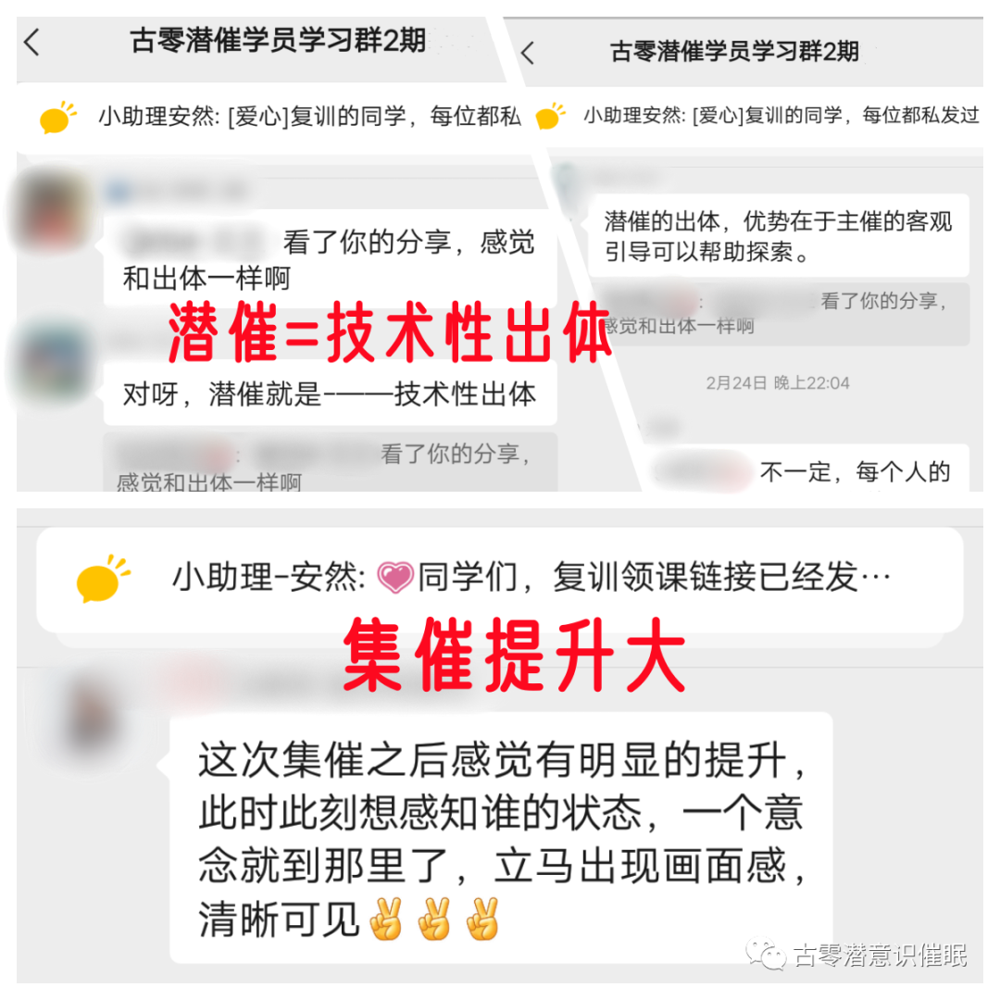 古零潜催学员学习群2期
小助理安然: [爱心]复训的同学，每位都私
看了你的分享，感觉
和出体一样啊
潜催=技术性出体
对呀，潜催就是-——技术性出体
看了你的分享，
感觉和出体一样啊
古零潜催学员学习群2期
小助理安然: [爱心]复训的同学，每位都私发过
潜催的出体，优势在于主催的客观
引导可以帮助探索。
看了你的分享，
感觉和出体一样啊
2月24日 晚上22:04
不一定，每个人的
小助理-安然: 💗同学们，复训领课链接已经发…
集催提升大
这次集催之后感觉有明显的提升，
此时此刻想感知谁的状态，一个意
念就到那里了，立马出现画面感，
清晰可见✌✌✌
古零潜意识催眠